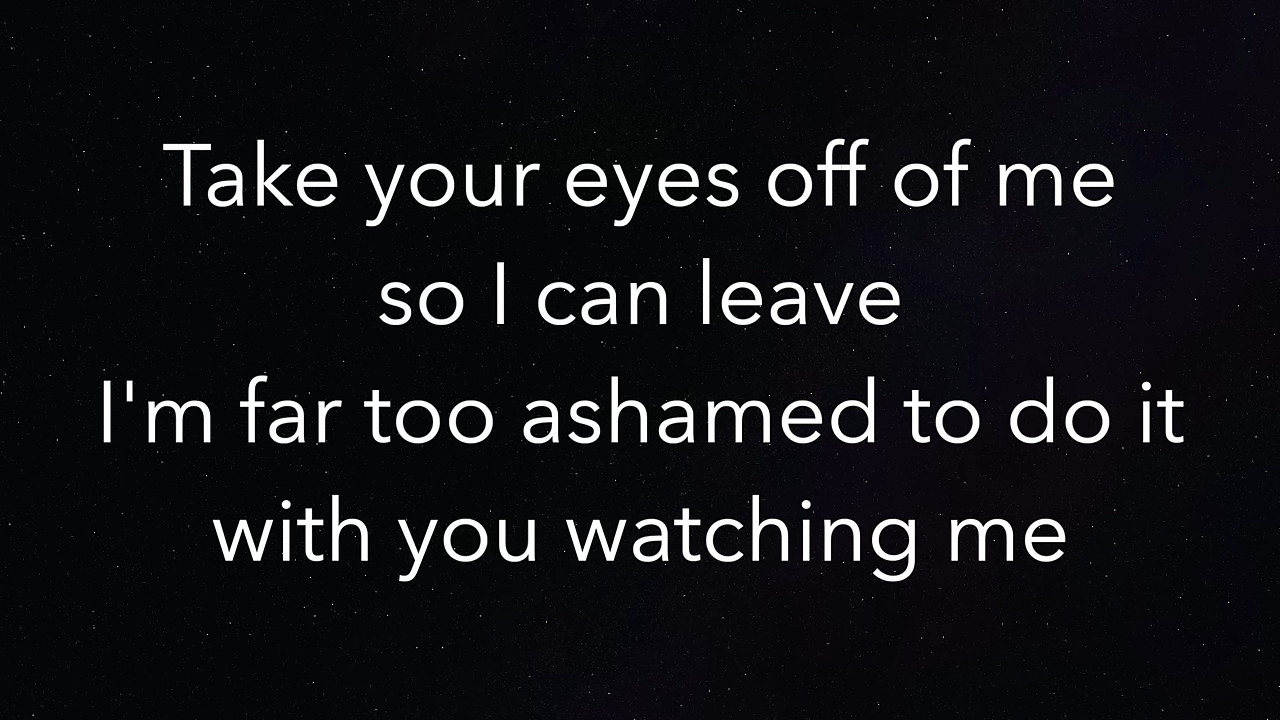 Take your eyes off of me
so I can leave
I'm far too ashamed to do it
with you watching me